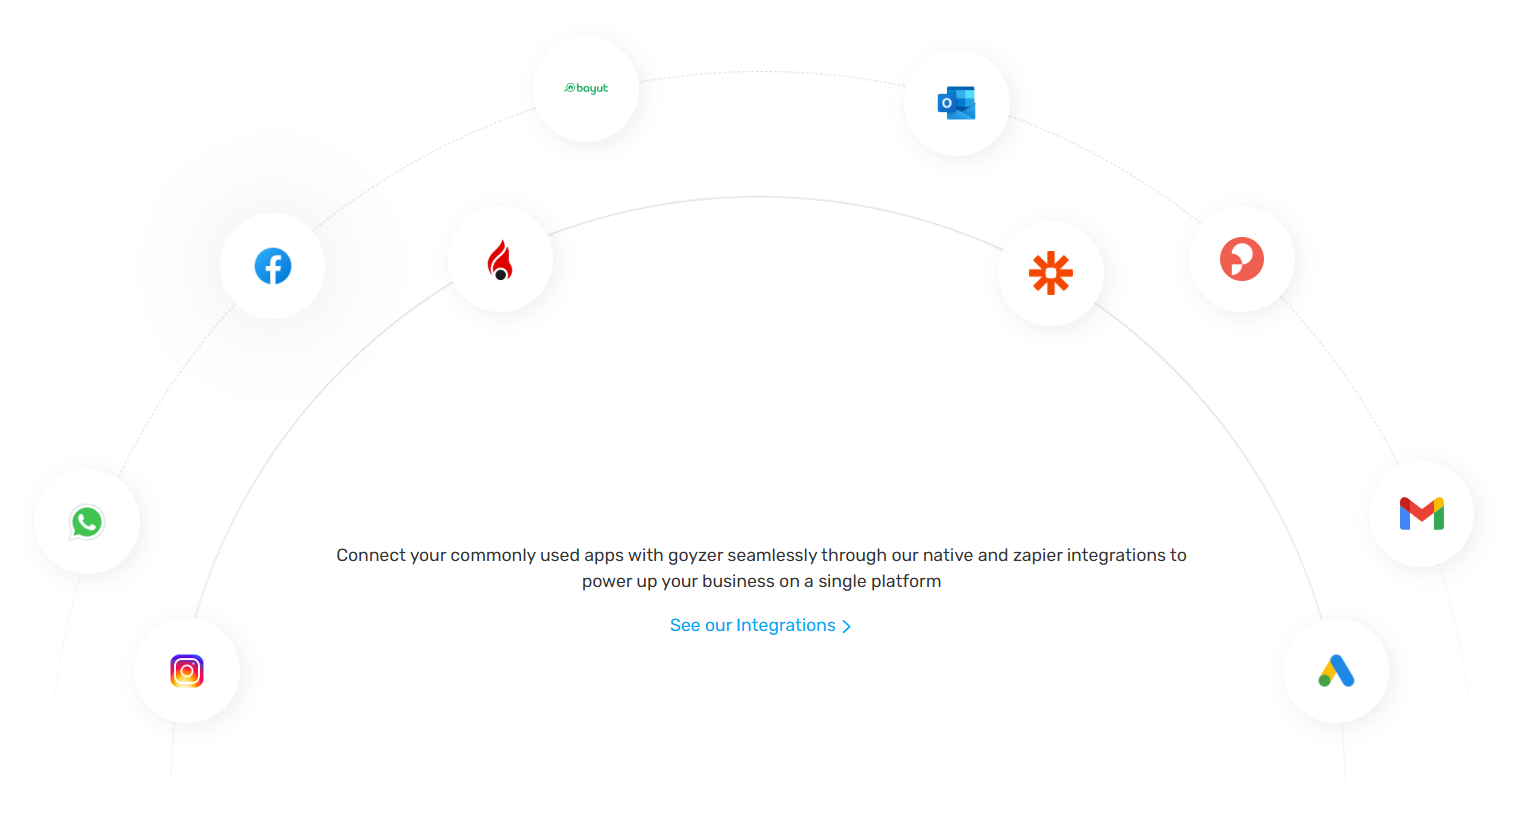 bayut
Connect your commonly used apps with goyzer seamlessly through our native and zapier integrations to
power up your business on a single platform
See our Integrations